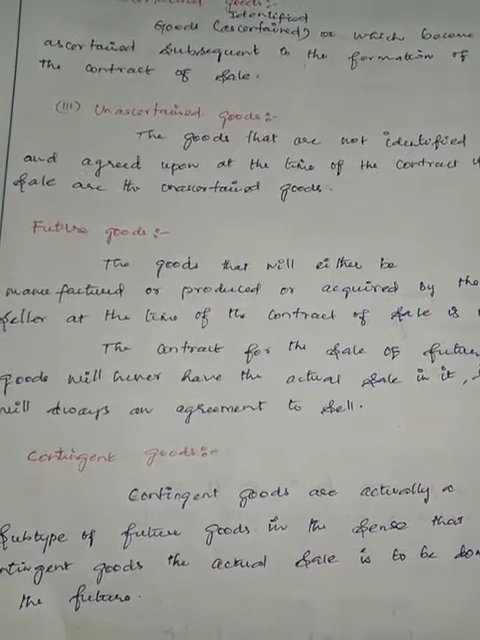 goods:-
Identified
Goods (ascertained) or which become
ascertained subsequent to the formation of
the contract of sale.
(III) Unascertained goods:-
The goods that are not identified
and agreed upon at the time of the contract
sale are the unascertained goods.
Future goods:-
The goods that will either be
manufactured or produced or acquired by the
seller at the time of the contract of sale is
The contract for the sale of futu
goods will never have the actual sale in it,
will always an agreement to sell.
Contingent goods:-
Contingent goods are actually a
subtype of future goods in the sense that
ntingent goods the actual sale is to be don
the future.